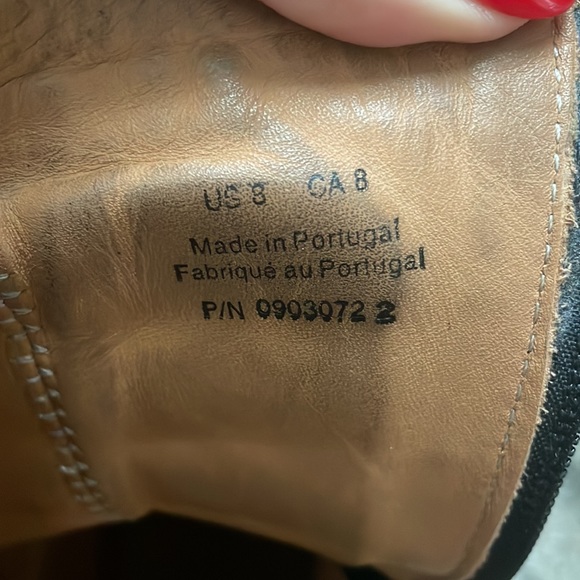 US 8 CA 8
Made in Portugal
Fabriqué au Portugal
P/N 0903072 2